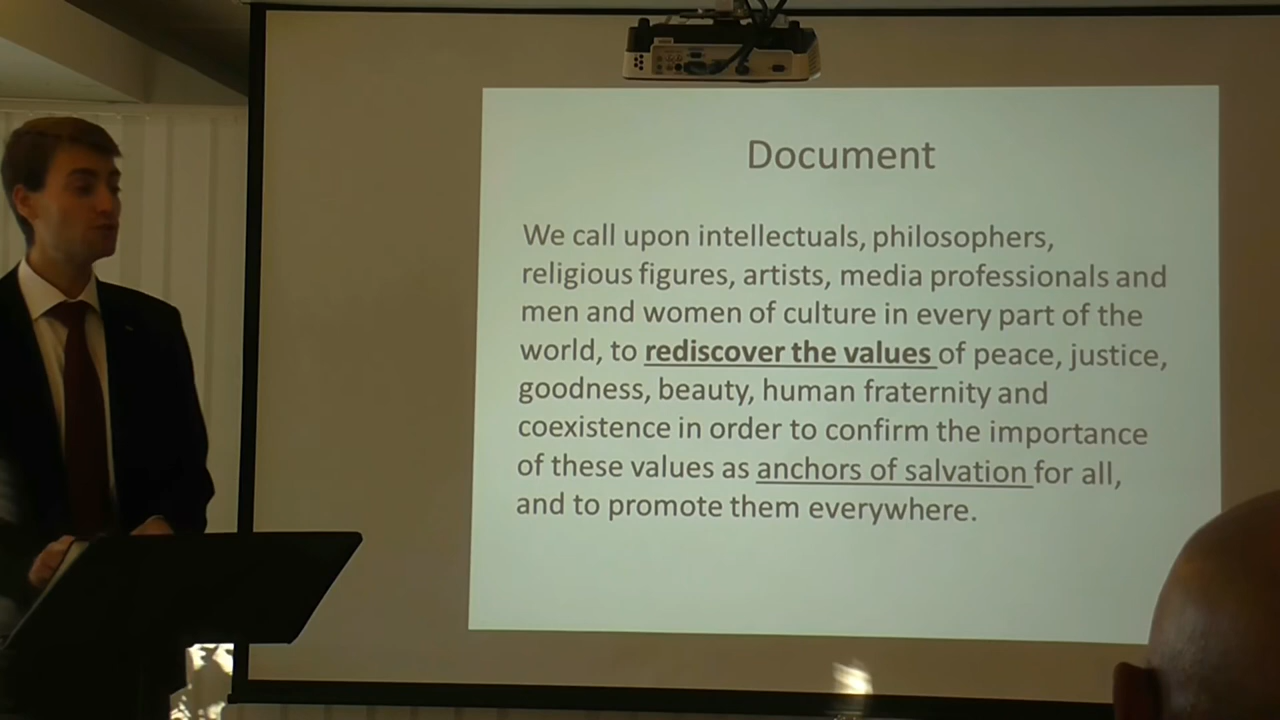 Document
We call upon intellectuals, philosophers,
religious figures, artists, media professionals and
men and women of culture in every part of the
world, to rediscover the values of peace, justice,
goodness, beauty, human fraternity and
coexistence in order to confirm the importance
of these values as anchors of salvation for all,
and to promote them everywhere.